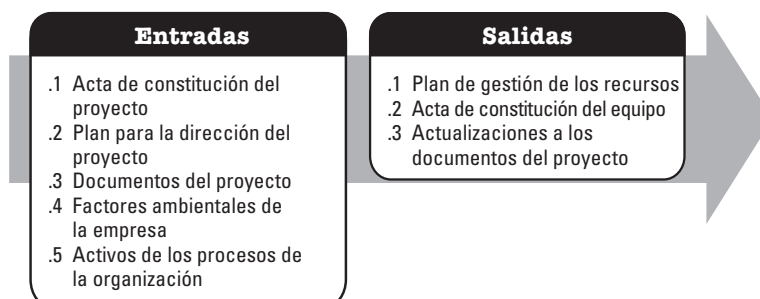 Entradas
.1 Acta de constitución del
proyecto
.2 Plan para la dirección del
proyecto
.3 Documentos del proyecto
.4 Factores ambientales de
la empresa
.5 Activos de los procesos de
la organización
Salidas
.1 Plan de gestión de los recursos
.2 Acta de constitución del equipo
.3 Actualizaciones a los
documentos del proyecto